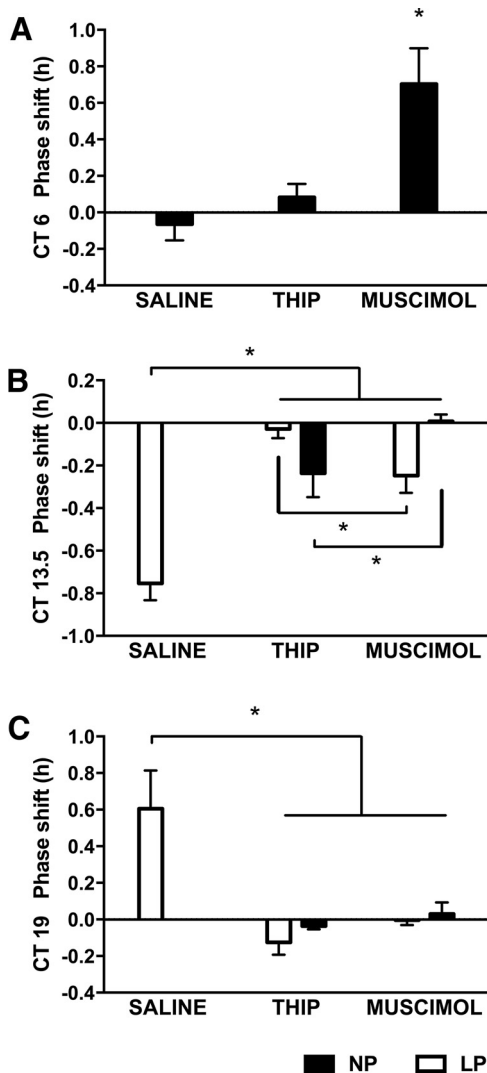 A
*
CT 6 Phase shift (h)
1.0
0.8
0.6
0.4
0.2
0.0
-0.2
-0.4
SALINE THIP MUSCIMOL
B
*
CT 13.5 Phase shift (h)
0.2
0.0
-0.2
-0.4
-0.6
-0.8
-1.0
*
*
SALINE THIP MUSCIMOL
C
*
CT 19 Phase shift (h)
1.0
0.8
0.6
0.4
0.2
0.0
-0.2
-0.4
SALINE THIP MUSCIMOL
NP LP